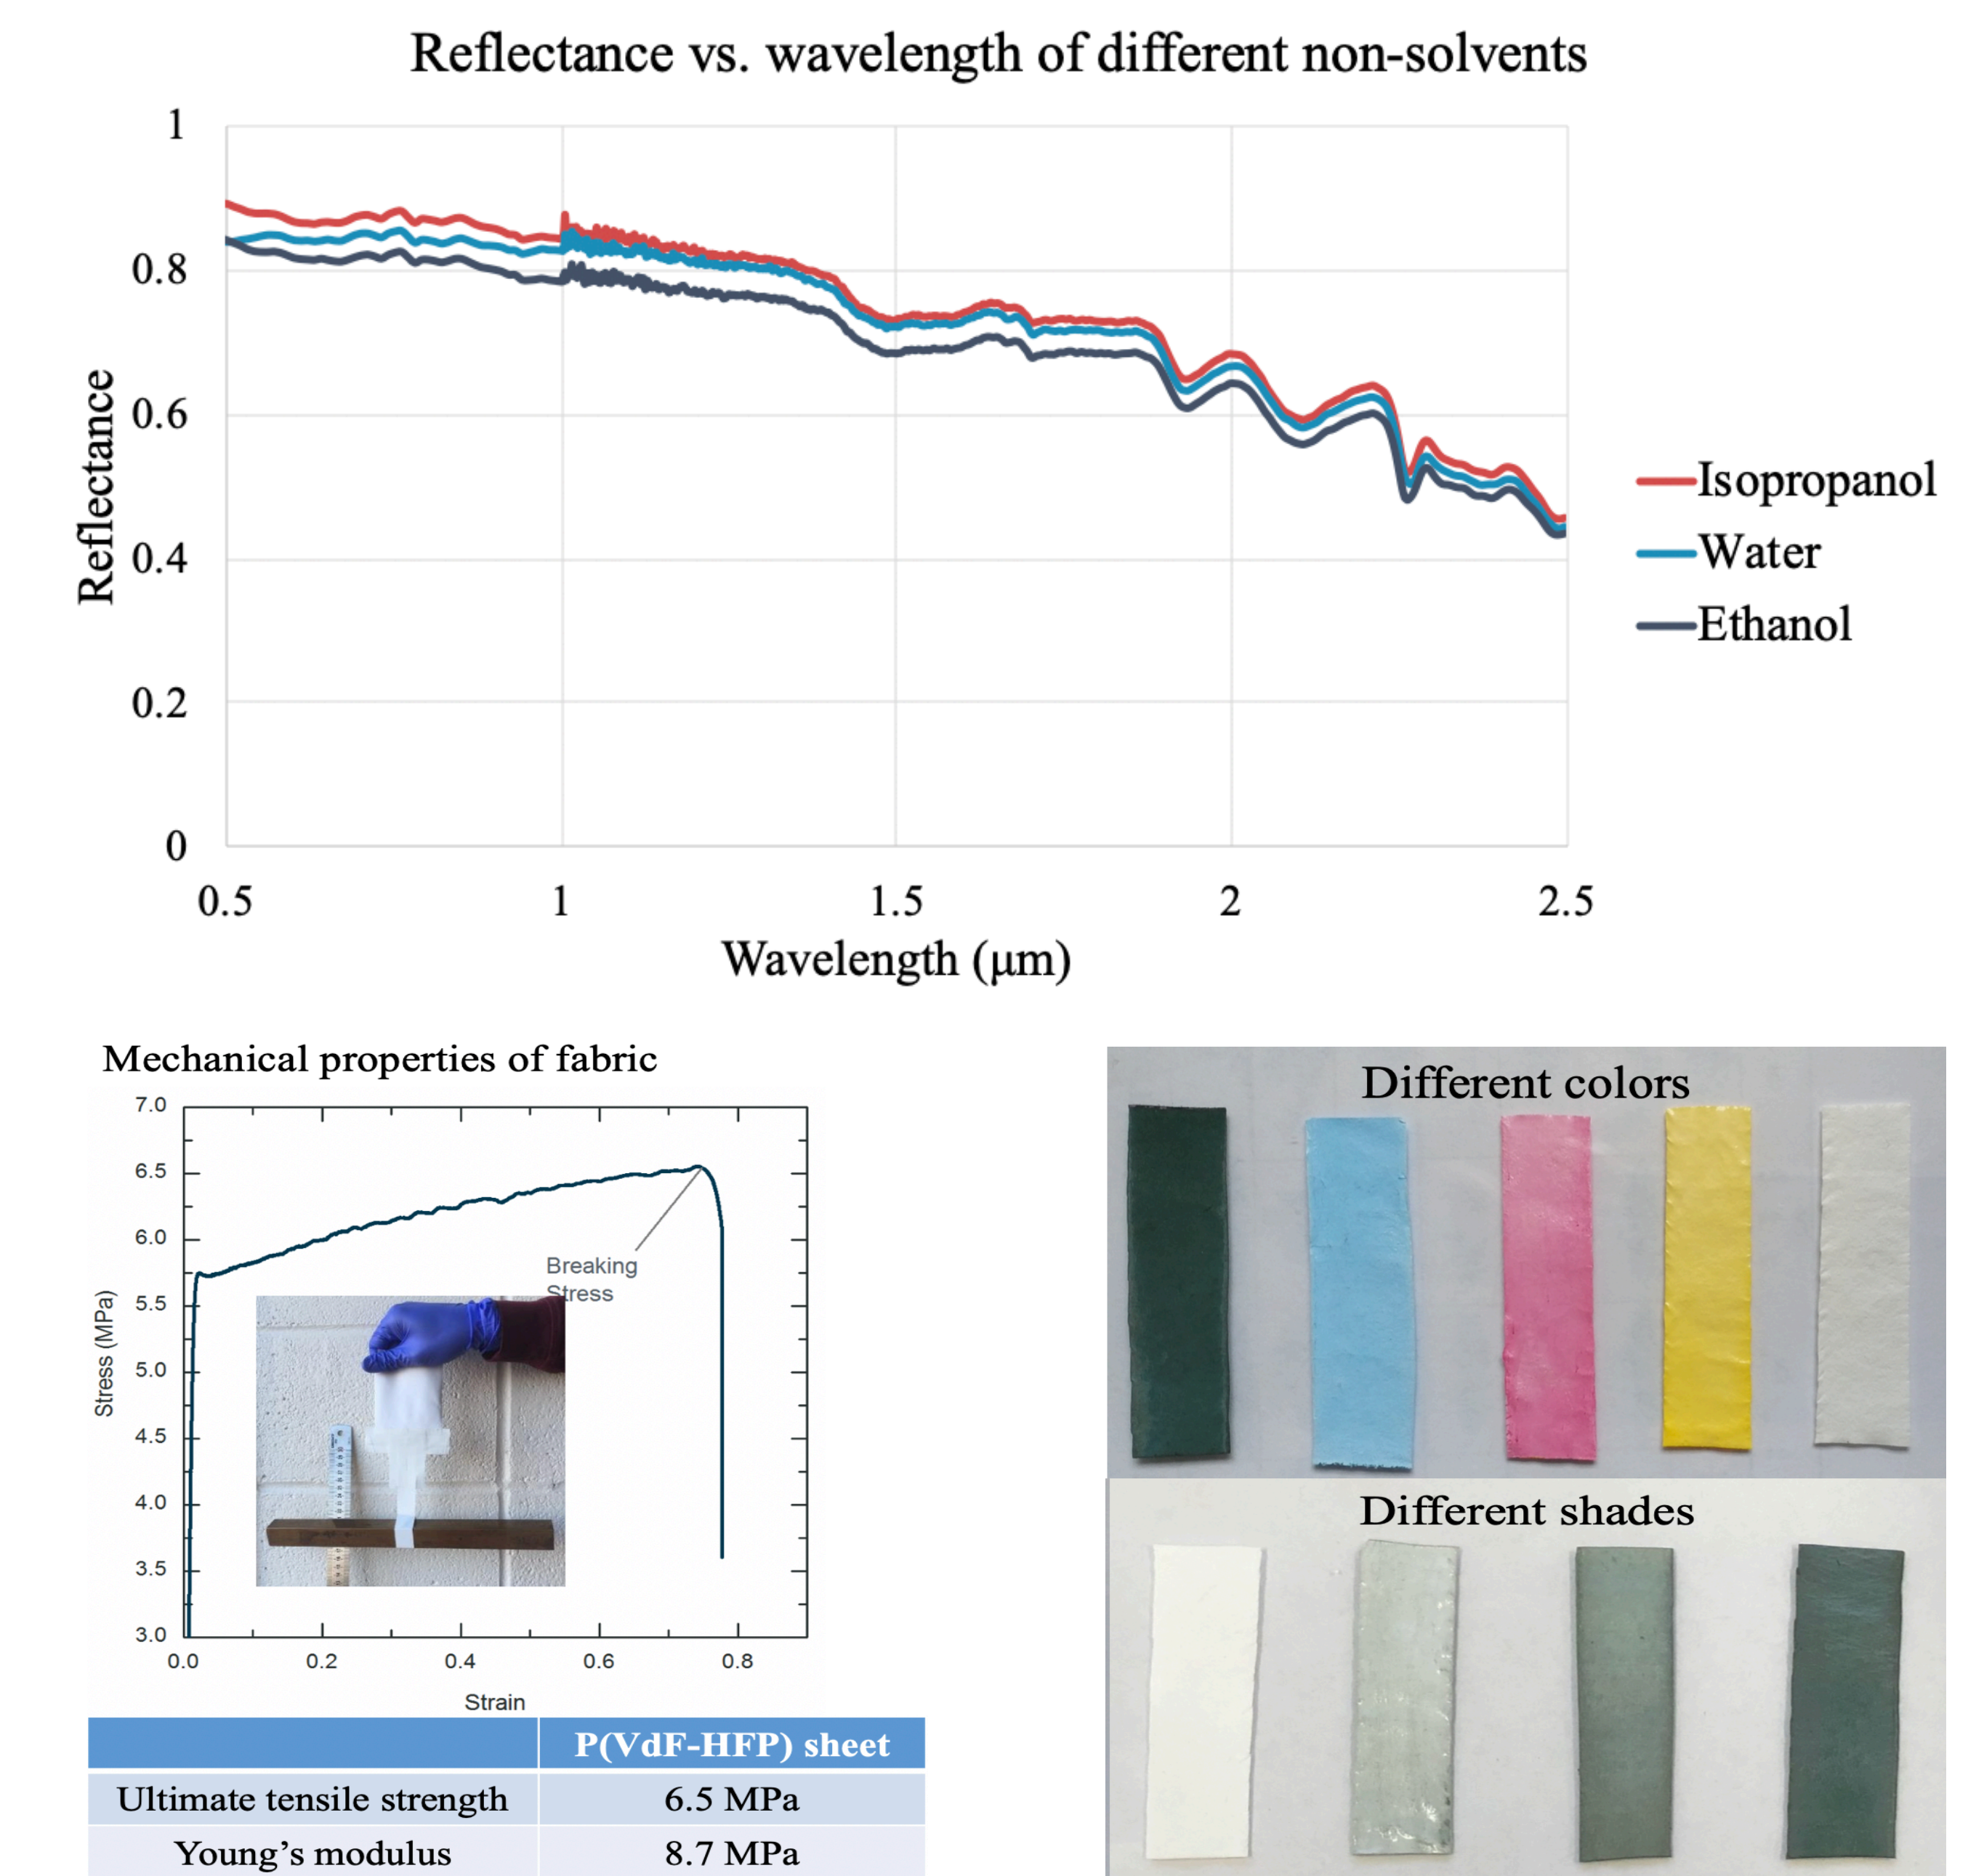 Reflectance vs. wavelength of different non-solvents
1
0.8
0.6
0.4
0.2
0
Reflectance
0.5 1 1.5 2 2.5
Wavelength (μm)
Isopropanol
Water
Ethanol
Mechanical properties of fabric
7.0
6.5
6.0
5.5
5.0
4.5
4.0
3.5
3.0
Stress (MPa)
Breaking
Stress
0.0 0.2 0.4 0.6 0.8
Strain
P(VdF-HFP) sheet
Ultimate tensile strength 6.5 MPa
Young’s modulus 8.7 MPa
Different colors
Different shades